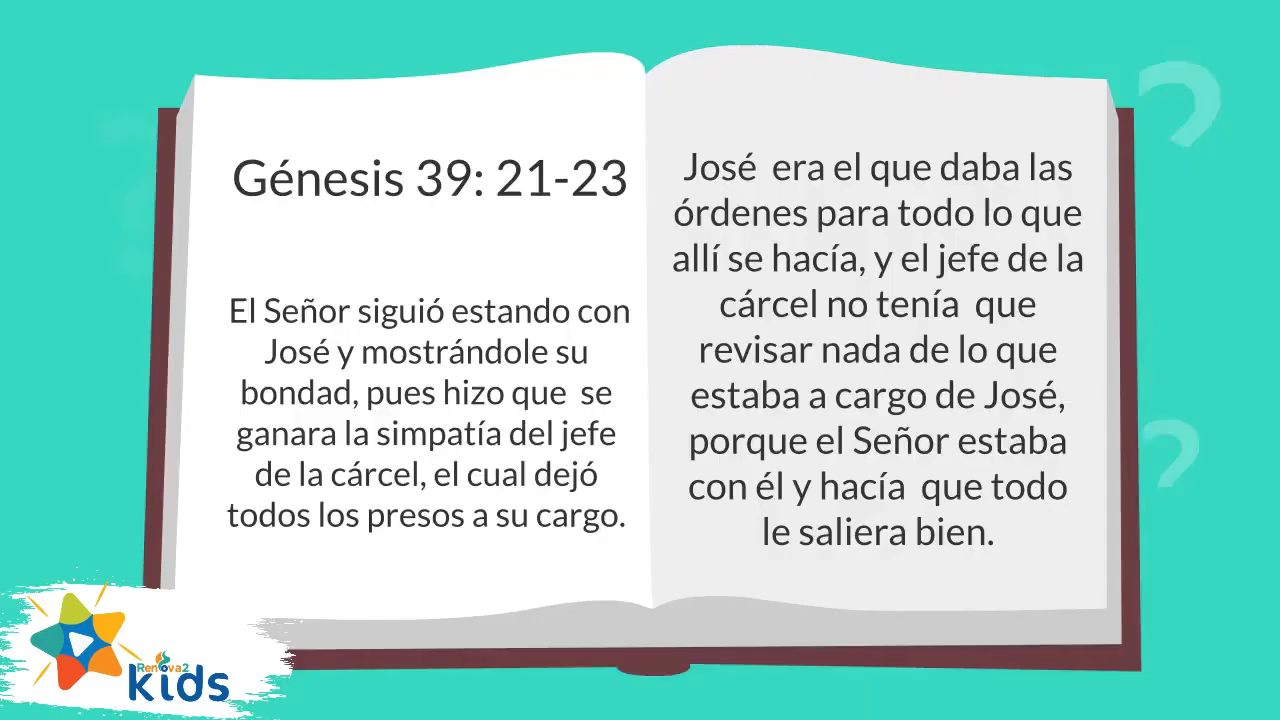 Génesis 39: 21-23
El Señor siguió estando con
José y mostrándole su
bondad, pues hizo que se
ganara la simpatía del jefe
de la cárcel, el cual dejó
todos los presos a su cargo.
José era el que daba las
órdenes para todo lo que
allí se hacía, y el jefe de la
cárcel no tenía que
revisar nada de lo que
estaba a cargo de José,
porque el Señor estaba
con él y hacía que todo
le saliera bien.
Renova2
kids